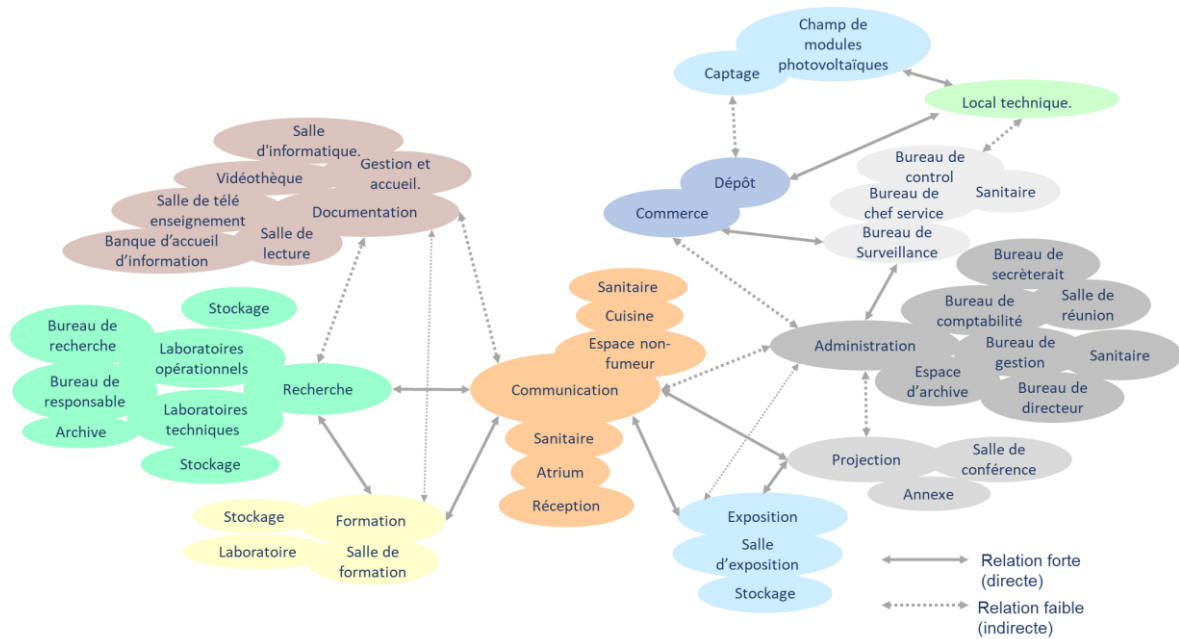 Champ de
modules
photovoltaïques
Captage
Local technique.
Salle
d'informatique.
Gestion et
accueil.
Vidéothèque
Salle de télé
enseignement
Documentation
Banque d’accueil
d’information
Salle de
lecture
Dépôt
Commerce
Bureau de
control
Sanitaire
Bureau de
chef service
Bureau de
Surveillance
Bureau de
secrèterait
Salle de
réunion
Bureau de
comptabilité
Administration
Bureau de
gestion
Sanitaire
Espace
d’archive
Bureau de
directeur
Sanitaire
Cuisine
Espace non-
fumeur
Communication
Sanitaire
Atrium
Réception
Stockage
Bureau de
recherche
Laboratoires
opérationnels
Recherche
Bureau de
responsable
Laboratoires
techniques
Archive
Stockage
Projection
Salle de
conférence
Annexe
Stockage
Formation
Laboratoire
Salle de
formation
Exposition
Salle
d’exposition
Stockage
Relation forte
(directe)
Relation faible
(indirecte)